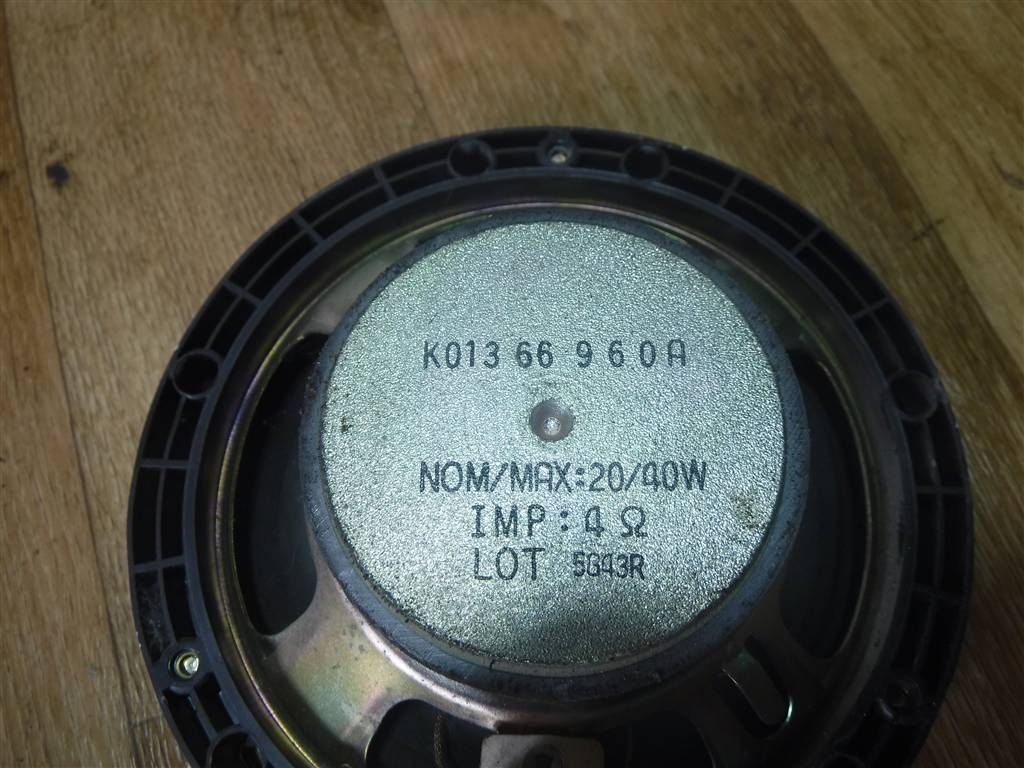 K013 66 960A
NOM/MAX:20/40W
IMP:4Ω
LOT 5G43R